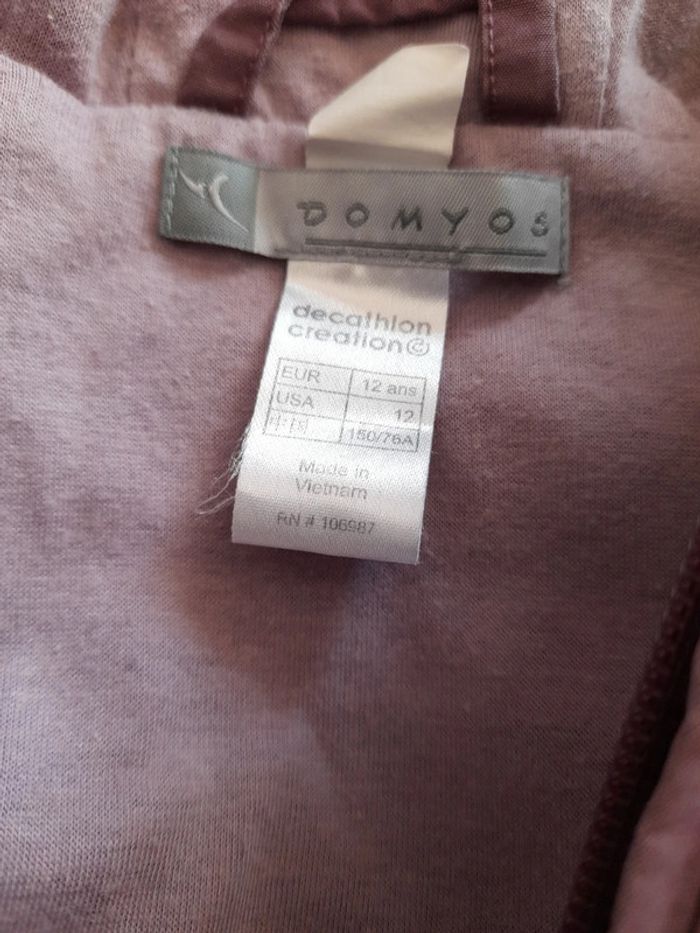 DOMYOS
decathlon
creation©
EUR 12 ans
USA 12
150/76A
Made in
Vietnam
RN # 106987